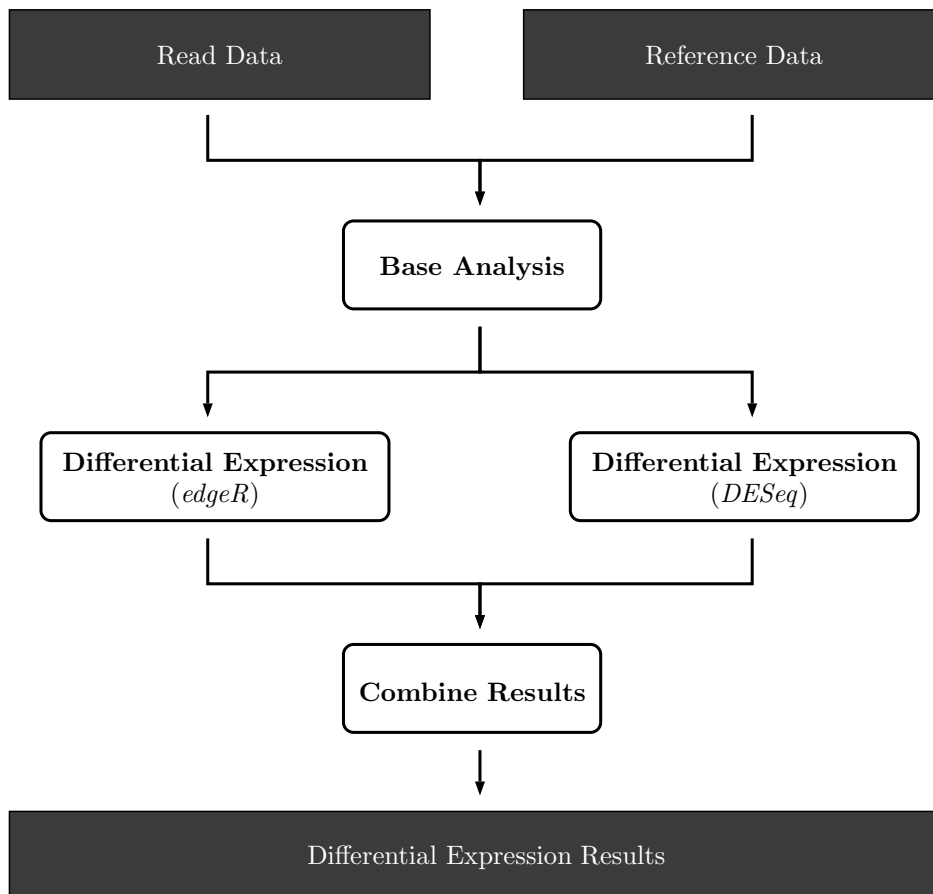 Read Data
Reference Data
Base Analysis
Differential Expression
(edgeR)
Differential Expression
(DESeq)
Combine Results
Differential Expression Results